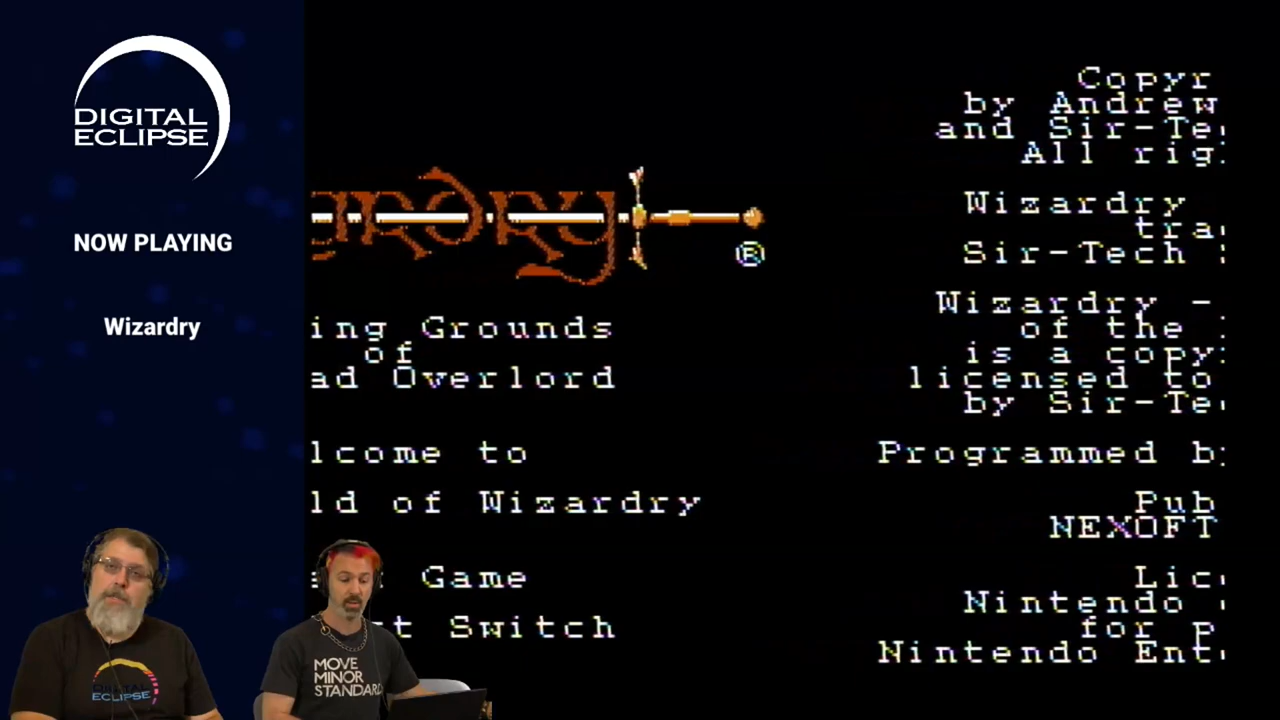 DIGITAL
ECLIPSE
NOW PLAYING
Wizardry
®
ing Grounds
of
ad Overlord
lcome to
ld of Wizardry
Game
t Switch
Copyr
by Andrew
and Sir-Te
All rig
Wizardry
tra
Sir-Tech
Wizardry -
of the
is a copy
licensed to
by Sir-Te
Programmed b
Pub
NEXOFT
Lic
Nintendo
for p
Nintendo Ent
DIGITAL
ECLIPSE
MOVE
MINOR
STANDARD